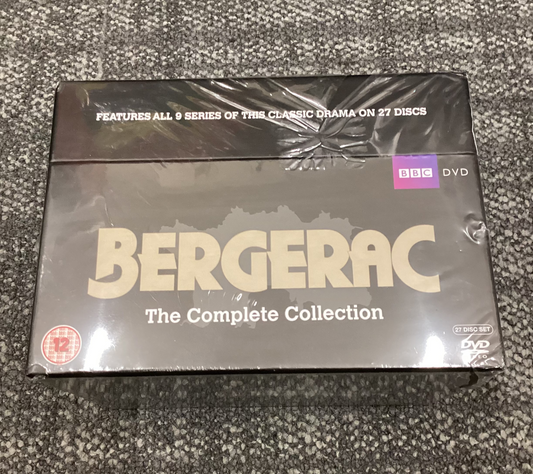 FEATURES ALL 9 SERIES OF THIS CLASSIC DRAMA ON 27 DISCS
BBC DVD
BERGERAC
The Complete Collection
12
27 DISC SET
DVD
VIDEO